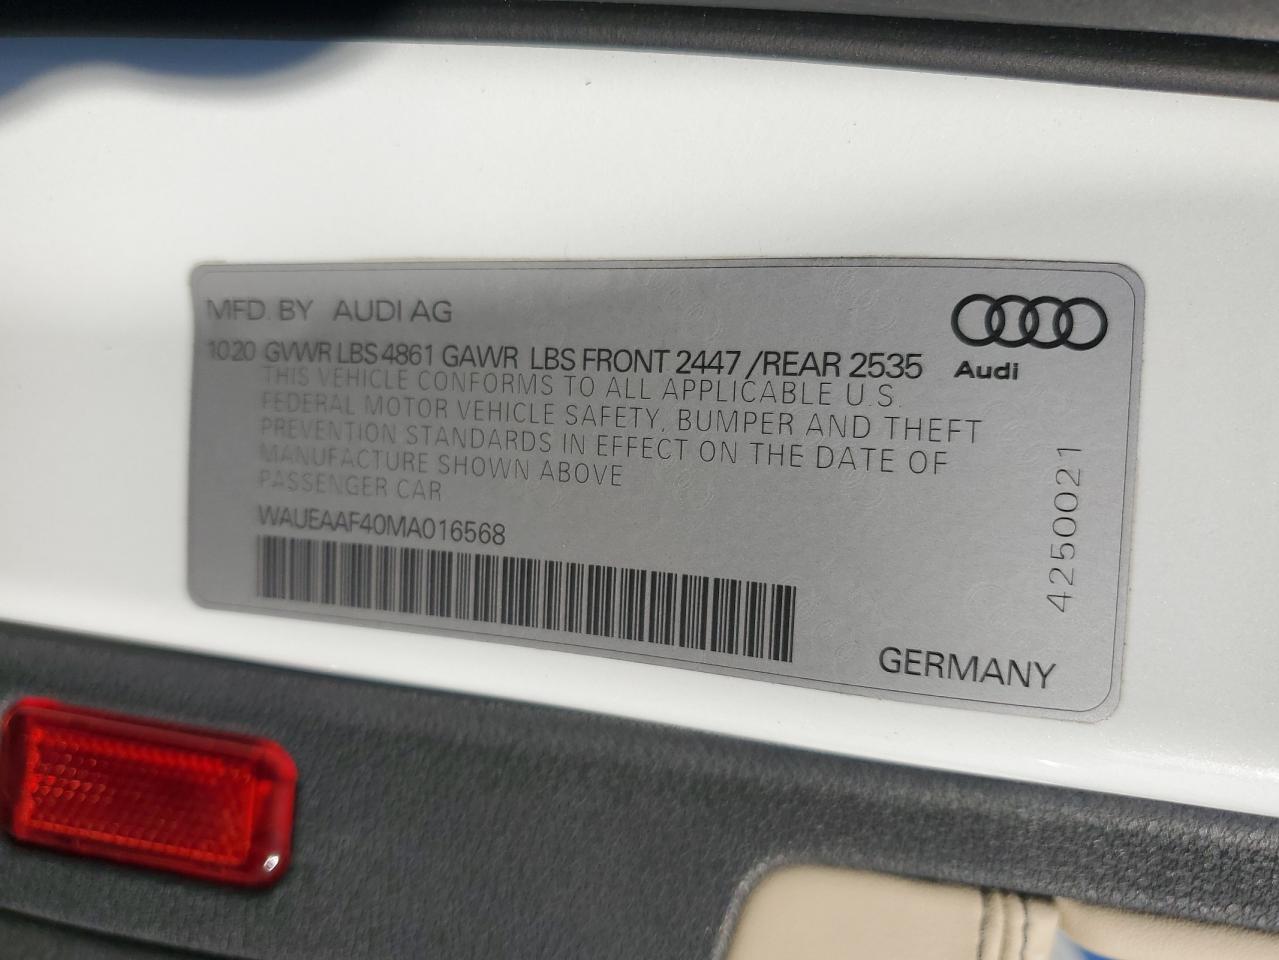 MFD. BY AUDI AG
Audi
1020 GVWR LBS 4861 GAWR LBS FRONT 2447 /REAR 2535
THIS VEHICLE CONFORMS TO ALL APPLICABLE U.S.
FEDERAL MOTOR VEHICLE SAFETY, BUMPER AND THEFT
PREVENTION STANDARDS IN EFFECT ON THE DATE OF
MANUFACTURE SHOWN ABOVE
PASSENGER CAR
WAUEAAF40MA016568
4250021
GERMANY